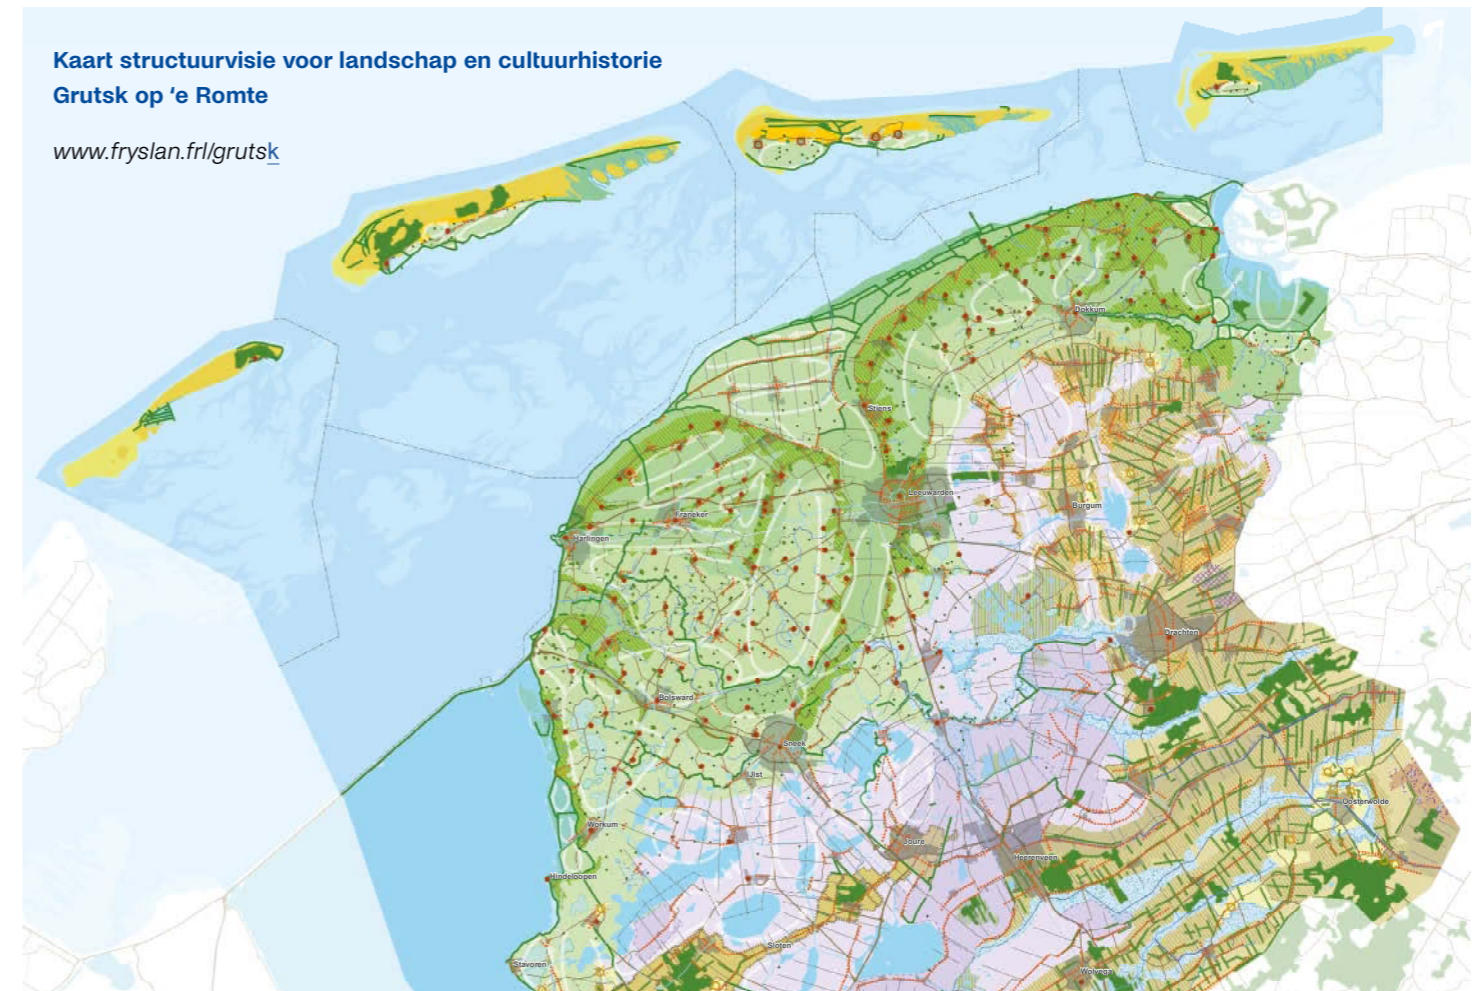 Kaart structuurvisie voor landschap en cultuurhistorie
Grutsk op ‘e Romte
www.fryslan.frl/grutsk
Dokkum
Stiens
Leeuwarden
Burgum
Franeker
Harlingen
Drachten
Bolsward
Sneek
IJlst
Oosterwolde
Workum
Joure
Heerenveen
Hindeloopen
Sloten
Stavoren
Wolvega